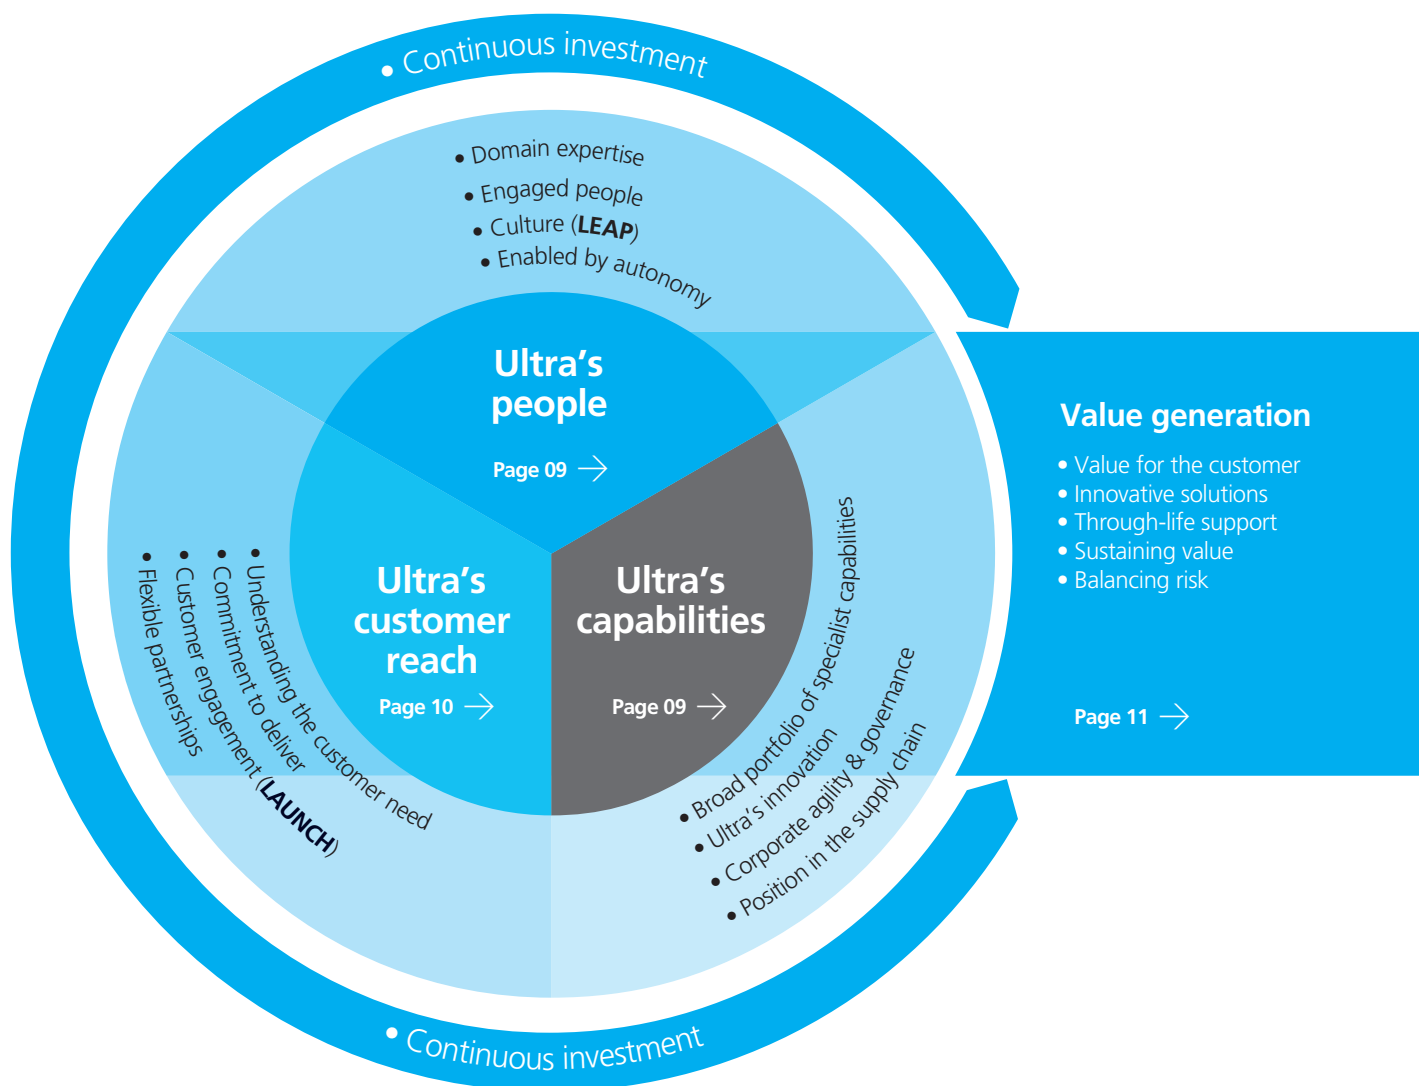 • Continuous investment
• Domain expertise
• Engaged people
• Culture (LEAP)
• Enabled by autonomy
Ultra’s
people
Page 09 →
Ultra’s
customer
reach
Page 10 →
• Understanding the customer need
• Commitment to deliver
• Customer engagement (LAUNCH)
• Flexible partnerships
Ultra’s
capabilities
Page 09 →
• Broad portfolio of specialist capabilities
• Ultra’s innovation
• Corporate agility & governance
• Position in the supply chain
Value generation
• Value for the customer
• Innovative solutions
• Through-life support
• Sustaining value
• Balancing risk
Page 11 →
• Continuous investment